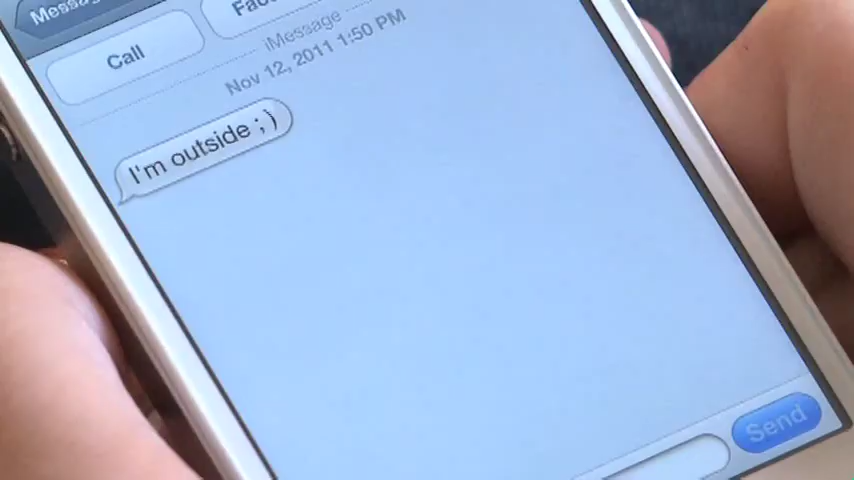 Call
iMessage
Nov 12, 2011 1:50 PM
I'm outside ;)
Send